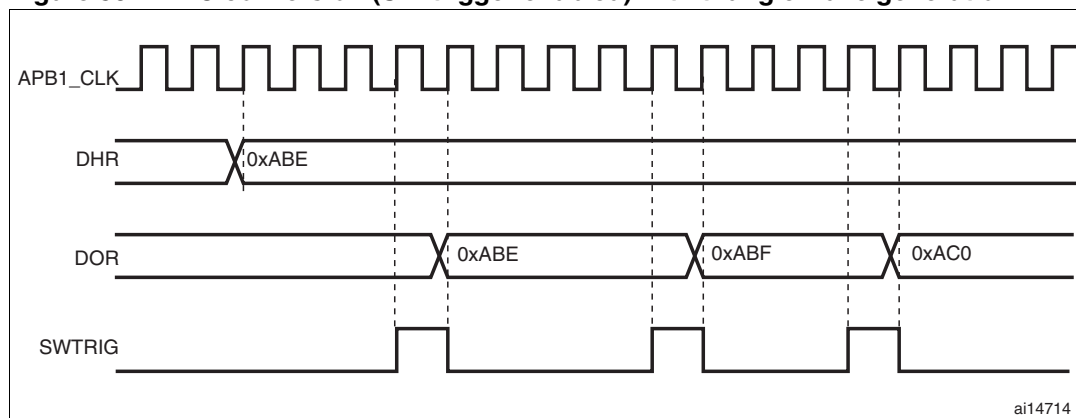 APB1_CLK
DHR
0xABE
DOR
0xABE
0xABF
0xAC0
SWTRIG
ai14714